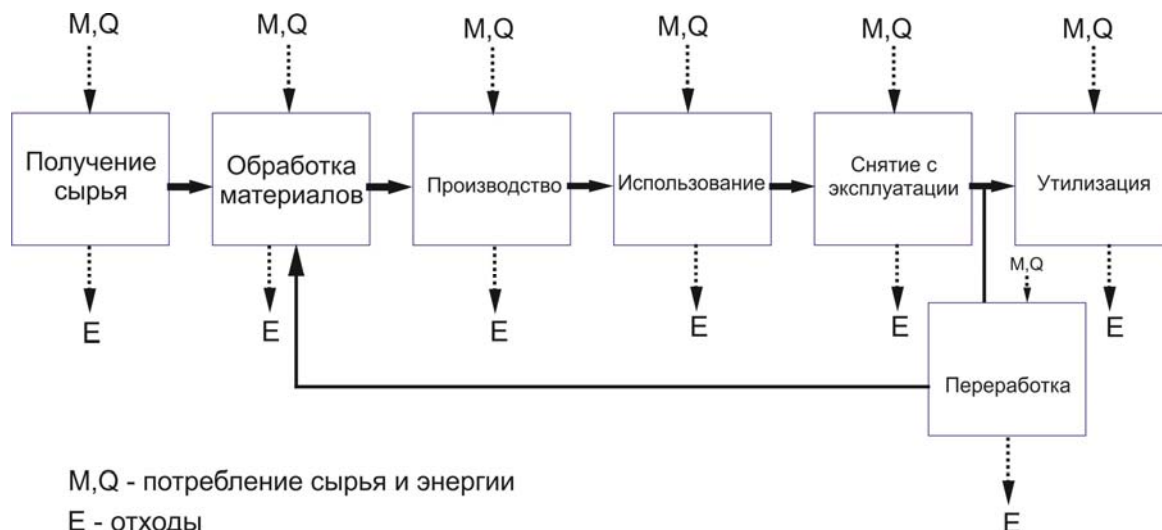 M,Q
M,Q
M,Q
M,Q
M,Q
M,Q
Получение
сырья
Обработка
материалов
Производство
Использование
Снятие с
эксплуатации
Утилизация
M,Q
E
E
E
E
E
E
Переработка
E
M,Q - потребление сырья и энергии
E - отходы